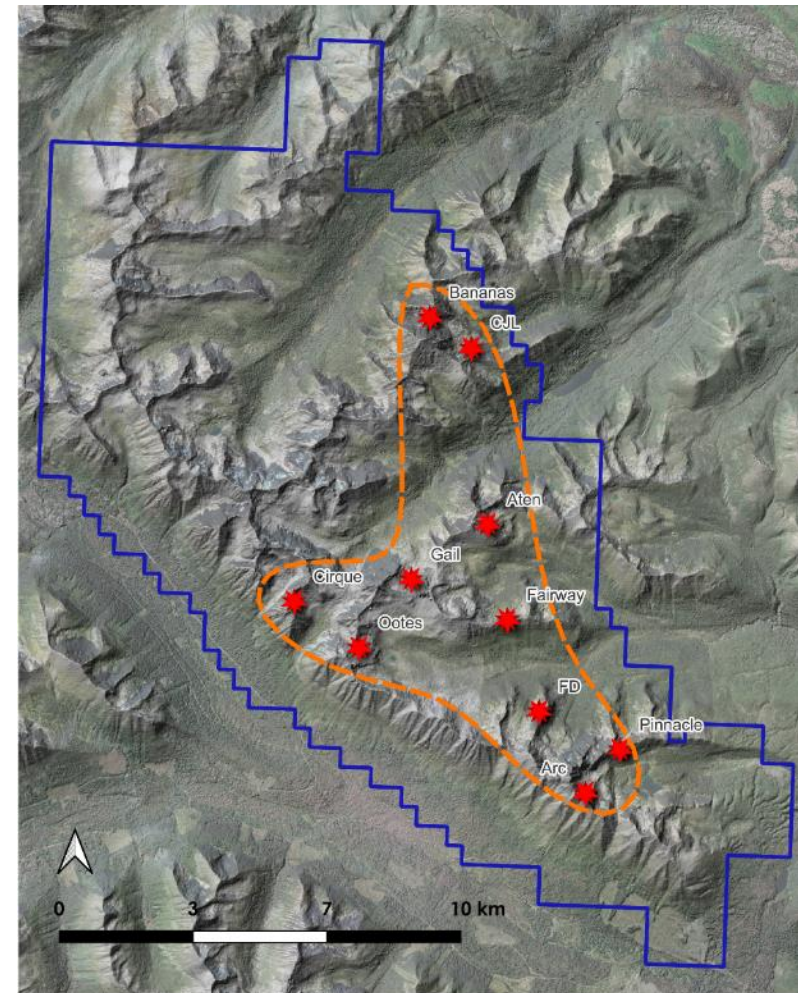 Bananas
CJL
Aten
Gail
Cirque
Fairway
Ootes
FD
Pinnacle
Arc
0 3 7 10 km